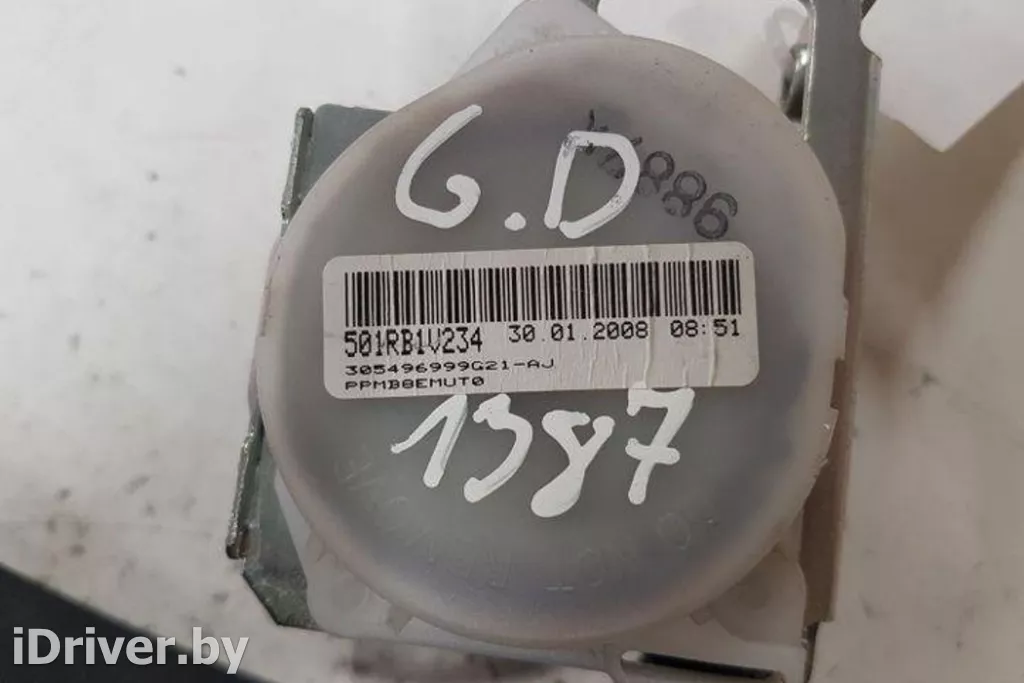 G.D
501RB1V234 30.01.2008 08:51
305496999G21-AJ
PPMB8EMUT0
1387
iDriver.by